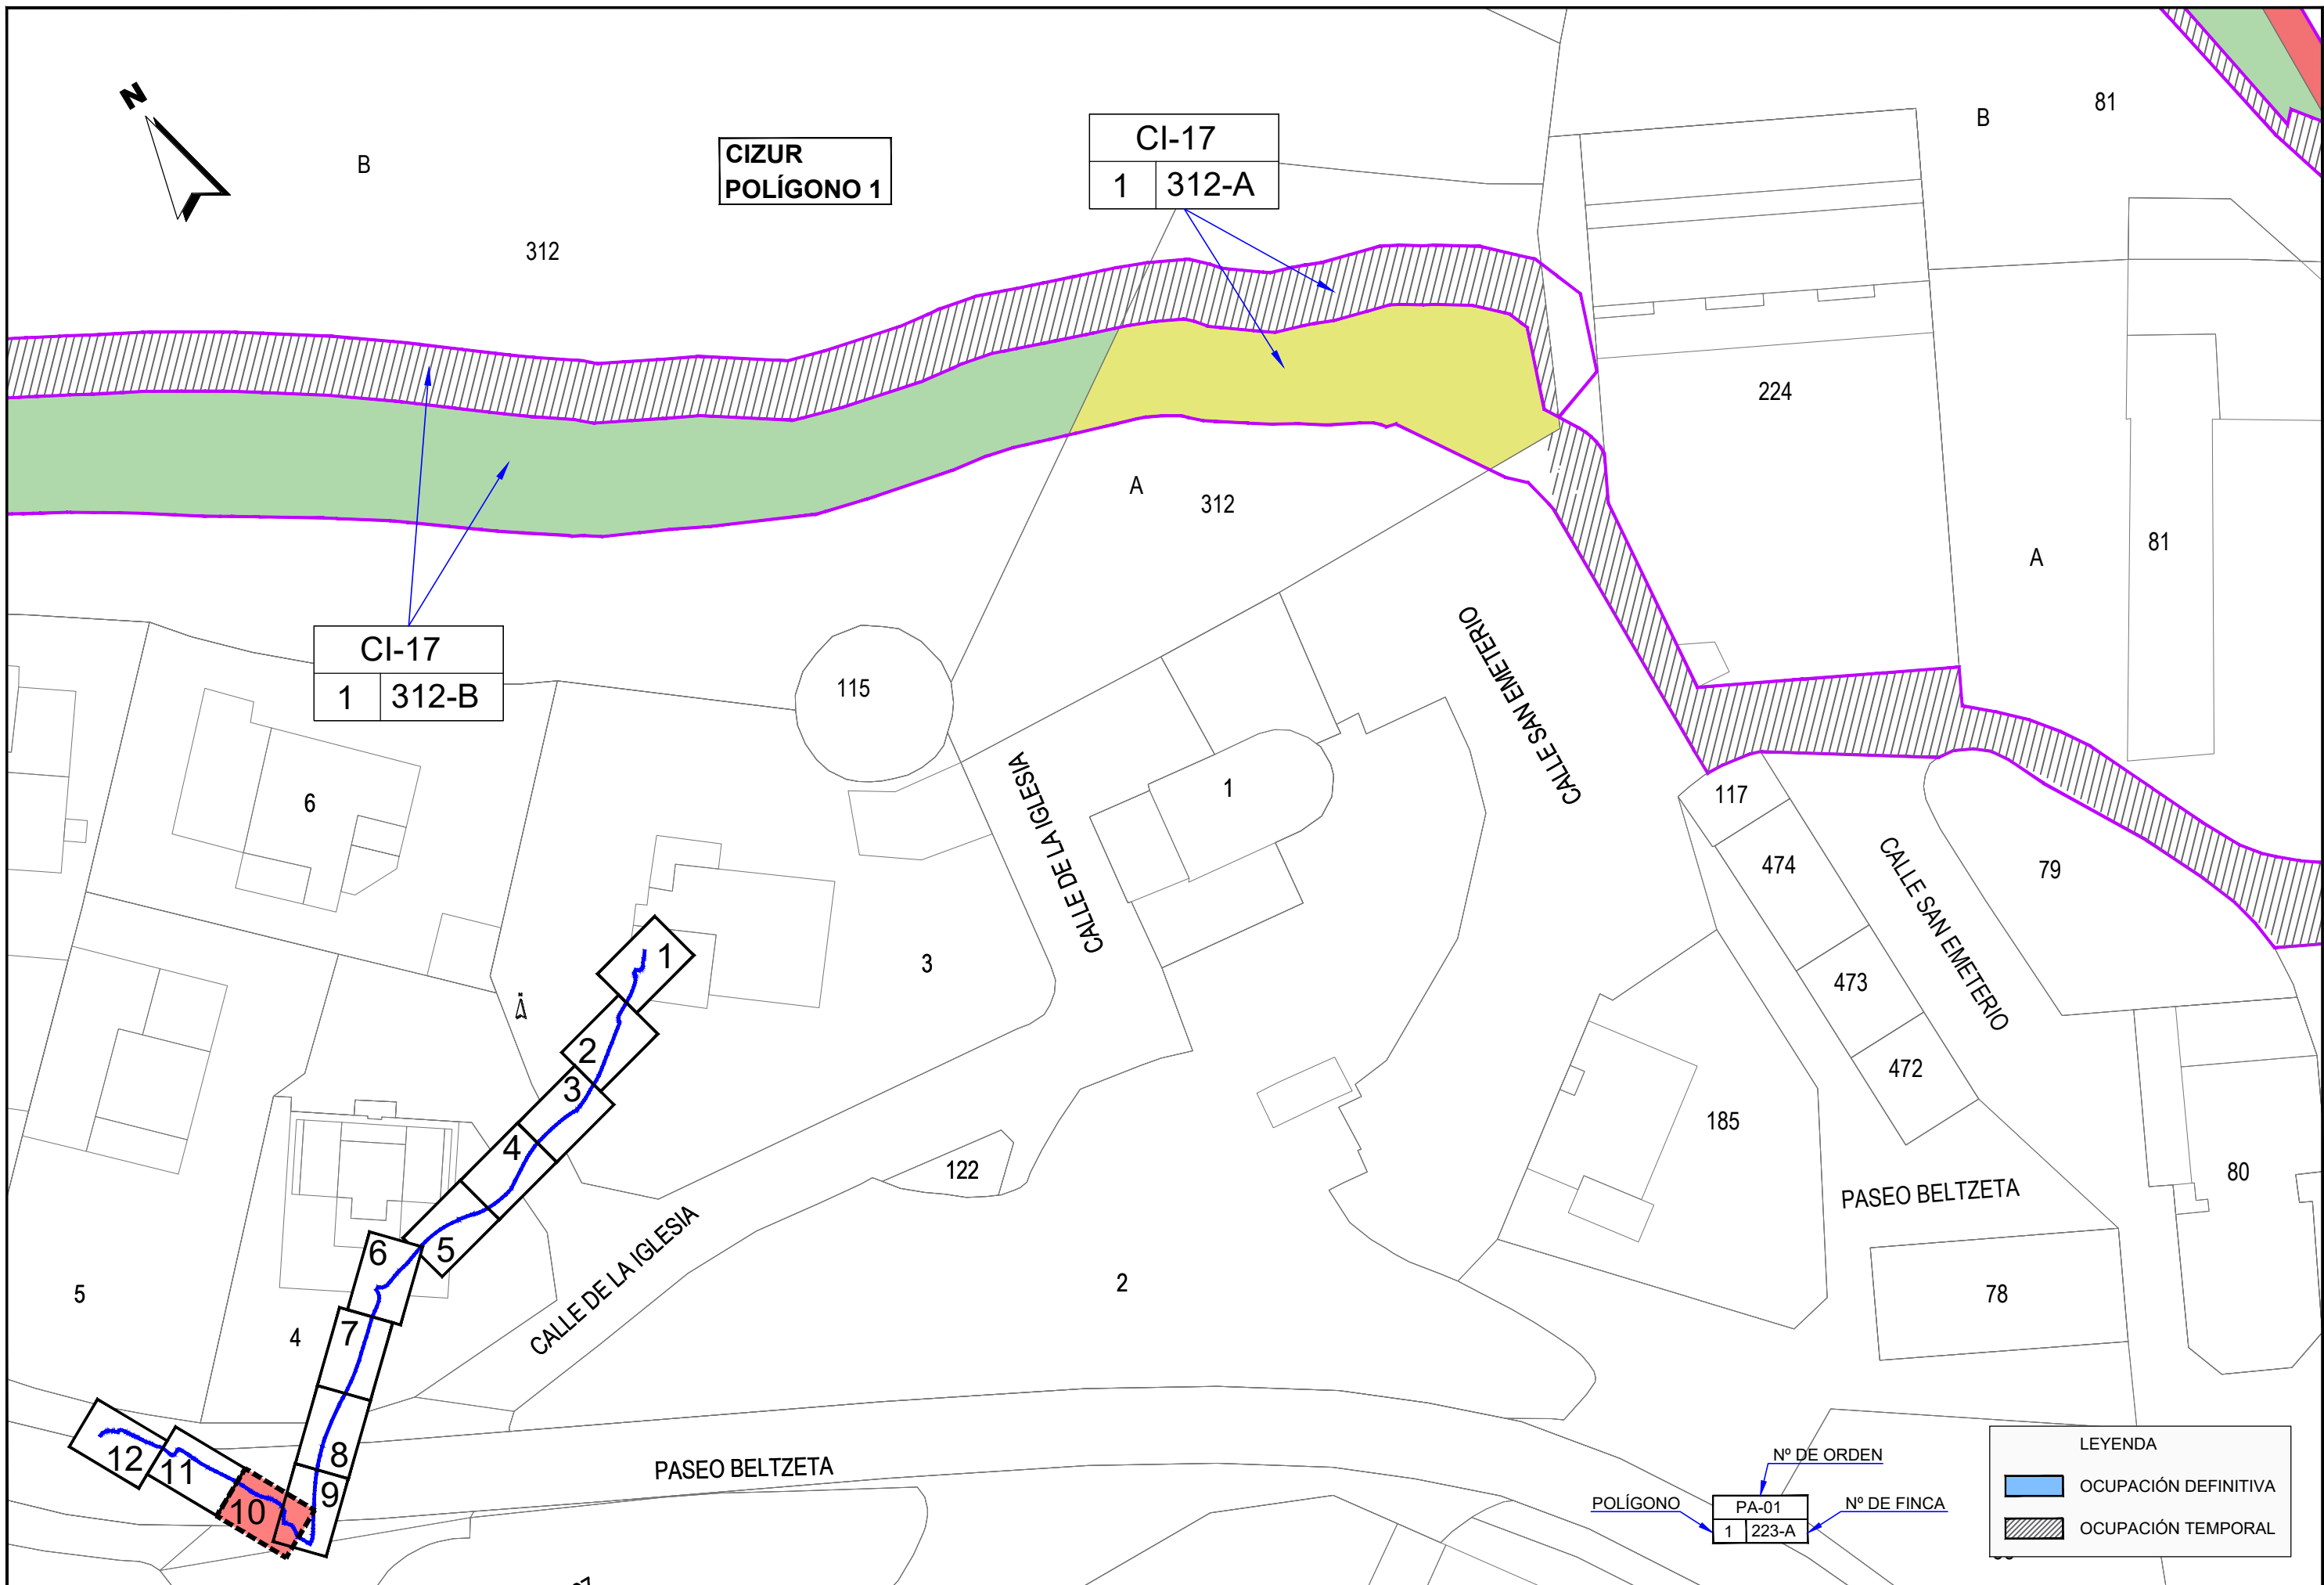 N
B
CIZUR
POLÍGONO 1
CI-17
1 312-A
B
81
312
224
A
312
A
81
CI-17
1 312-B
115
6
CALLE DE LA IGLESIA
1
CALLE SAN EMETERIO
117
474
79
CALLE SAN EMETERIO
473
472
3
185
122
PASEO BELTZETA
80
78
2
5
4
CALLE DE LA IGLESIA
PASEO BELTZETA
1
2
3
4
5
6
7
8
9
10
11
12
Nº DE ORDEN
POLÍGONO
PA-01
1 223-A
Nº DE FINCA
LEYENDA
OCUPACIÓN DEFINITIVA
OCUPACIÓN TEMPORAL